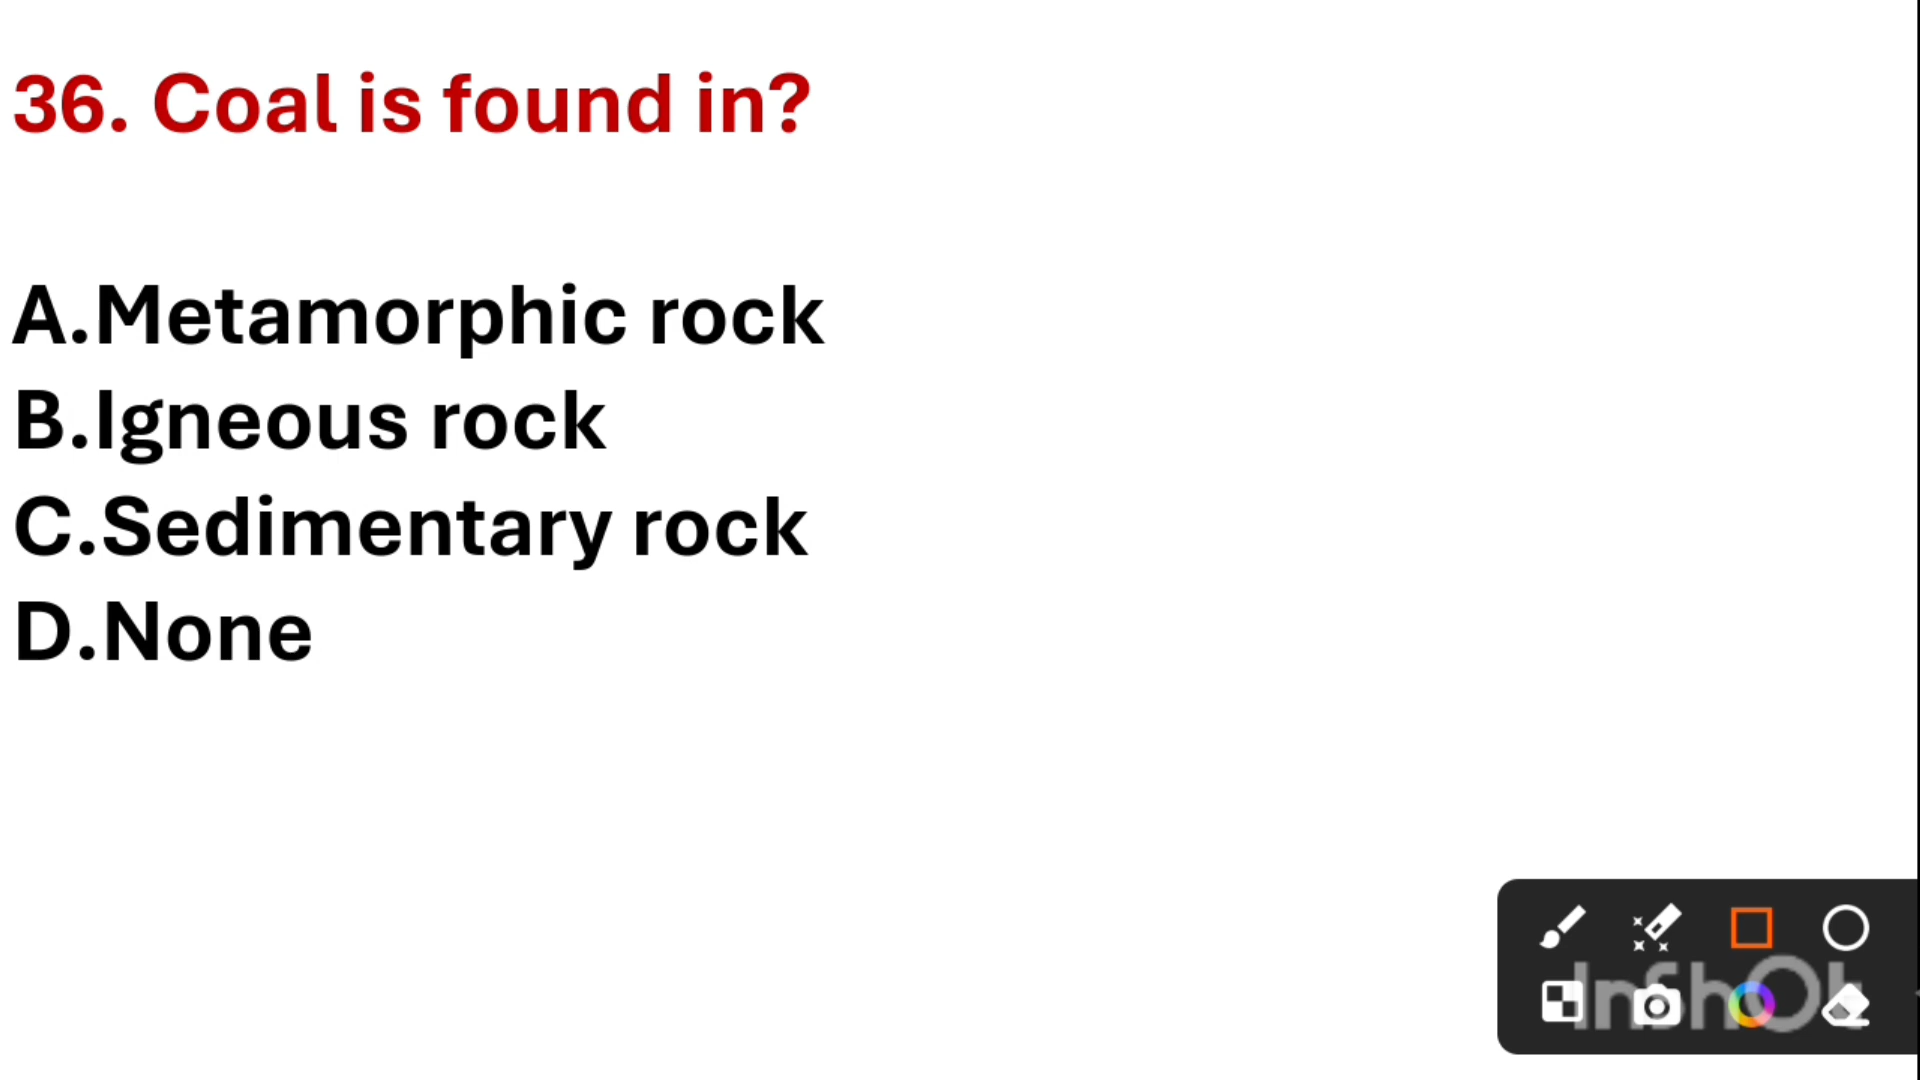 36. Coal is found in?
A.Metamorphic rock
B.Igneous rock
C.Sedimentary rock
D.None